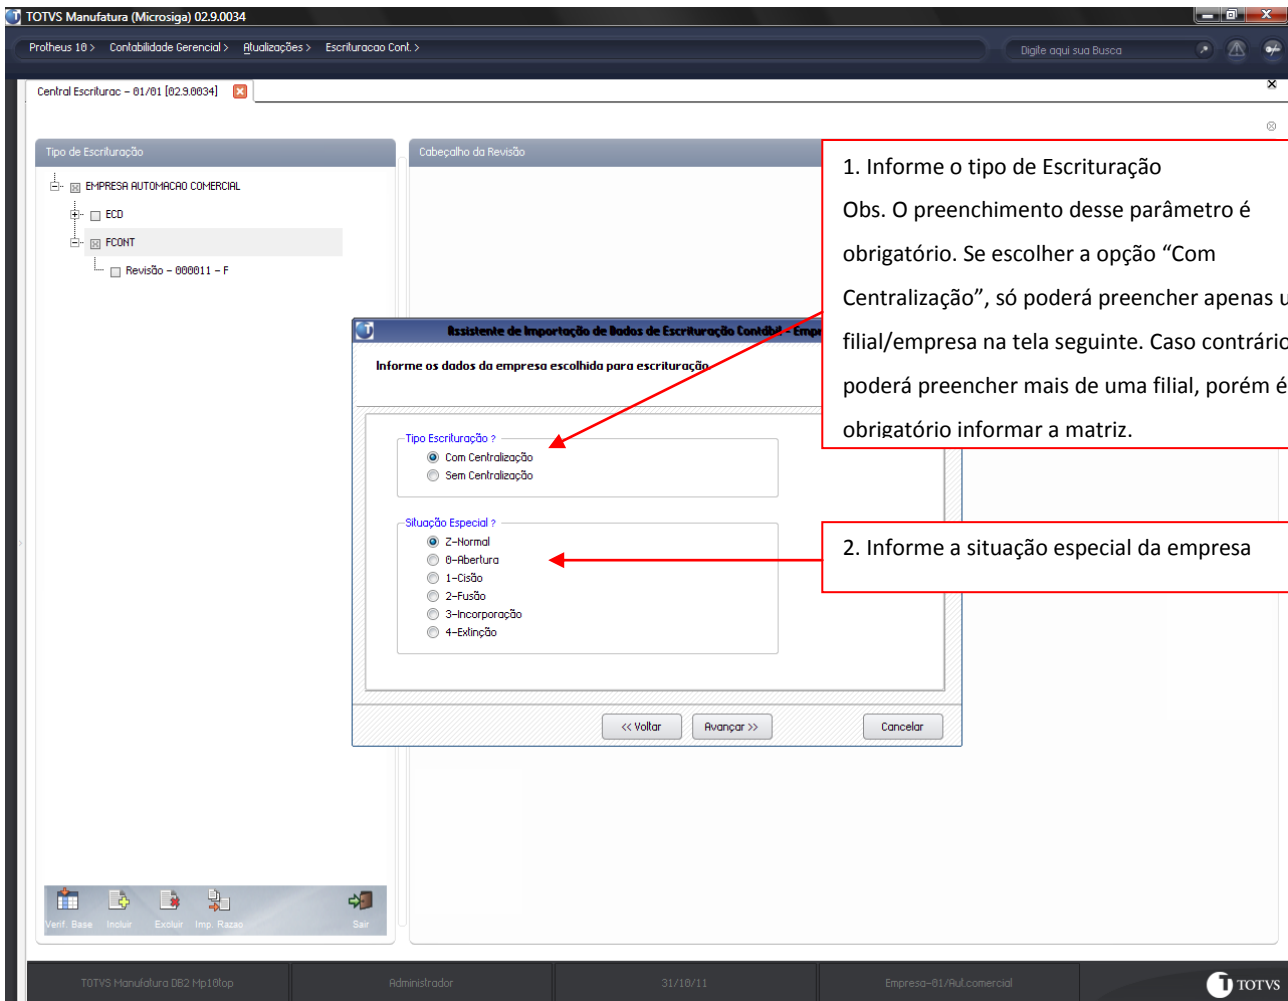 TOTVS Manufatura (Microsiga) 02.9.0034
Protheus 10 > Contabilidade Gerencial > Atualizações > Escrituracao Cont. >
Digite aqui sua Busca
Central Escriturac - 01/01 [02.9.0034]
Tipo de Escrituração
Cabeçalho da Revisão
EMPRESA AUTOMACAO COMERCIAL
ECD
FCONT
Revisão - 000011 - F
1. Informe o tipo de Escrituração
Obs. O preenchimento desse parâmetro é
obrigatório. Se escolher a opção “Com
Centralização”, só poderá preencher apenas
filial/empresa na tela seguinte. Caso contrário
poderá preencher mais de uma filial, porém é
obrigatório informar a matriz.
Assistente de Importação de Dados de Escrituração Contábil - Empr
Informe os dados da empresa escolhida para escrituração.
Tipo Escrituração ?
Com Centralização
Sem Centralização
Situação Especial ?
Z-Normal
0-Abertura
1-Cisão
2-Fusão
3-Incorporação
4-Extinção
2. Informe a situação especial da empresa
<< Voltar
Avançar >>
Cancelar
Verif. Base
Incluir
Excluir
Imp. Razao
Sair
TOTVS Manufatura DB2 Mp10top
Administrador
31/10/11
Empresa-01/Aut.comercial
TOTVS